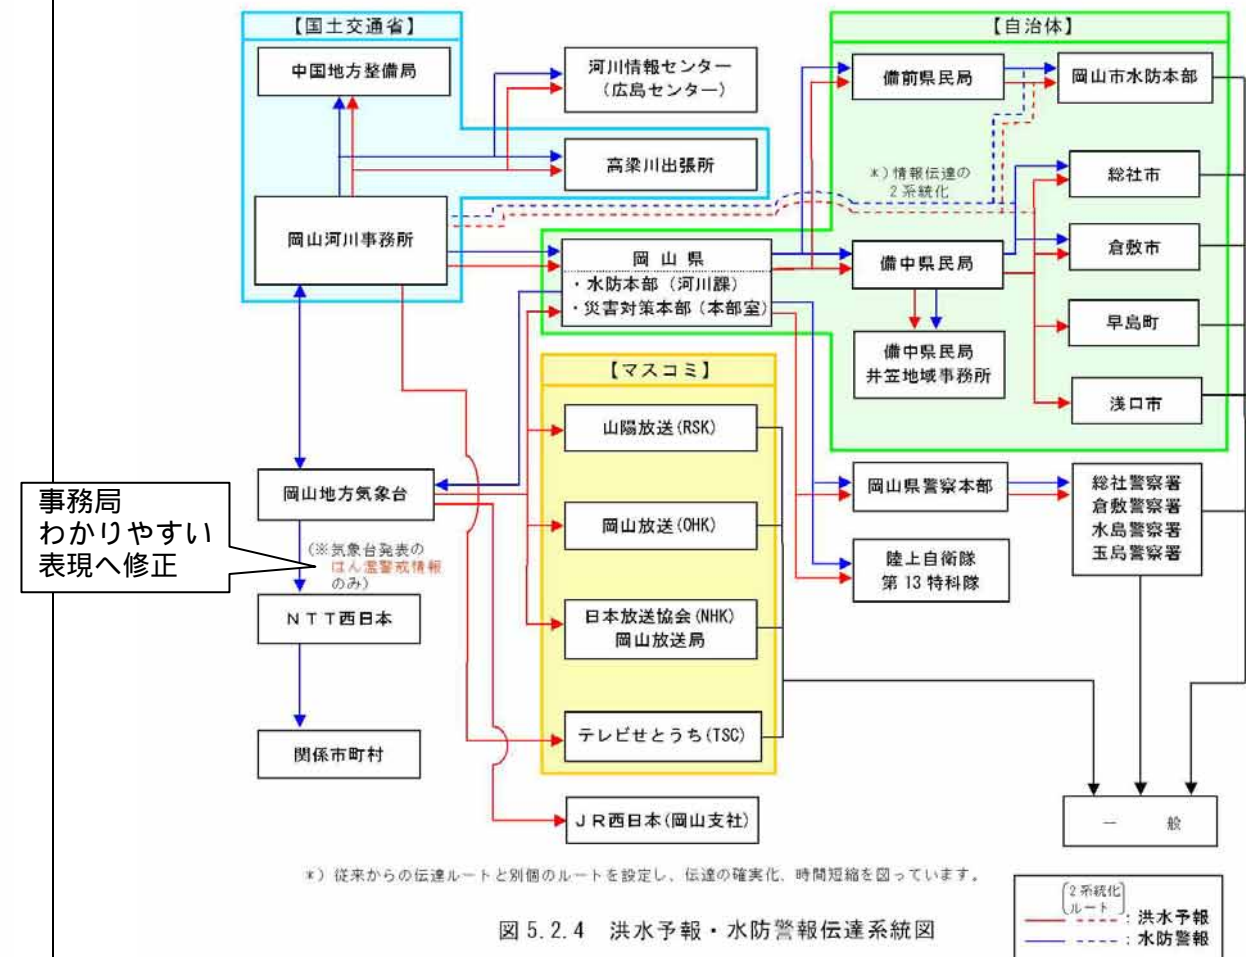 【国土交通省】
【自治体】
中国地方整備局
河川情報センター
（広島センター）
備前県民局
岡山市水防本部
高梁川出張所
＊）情報伝達の
２系統化
総社市
岡山河川事務所
岡 山 県
・水防本部（河川課）
・災害対策本部（本部室）
備中県民局
倉敷市
早島町
備中県民局
井笠地域事務所
浅口市
【マスコミ】
山陽放送(RSK)
岡山地方気象台
岡山県警察本部
総社警察署
倉敷警察署
水島警察署
玉島警察署
事務局
わかりやすい
表現へ修正
岡山放送(OHK)
（※気象台発表の
はん濫警戒情報
のみ）
陸上自衛隊
第 13 特科隊
ＮＴＴ西日本
日本放送協会(NHK)
岡山放送局
テレビせとうち(TSC)
関係市町村
ＪＲ西日本(岡山支社)
一 般
＊）従来からの伝達ルートと別個のルートを設定し、伝達の確実化、時間短縮を図っています。
２系統化
ルート
：洪水予報
：水防警報
図 5.2.4 洪水予報・水防警報伝達系統図